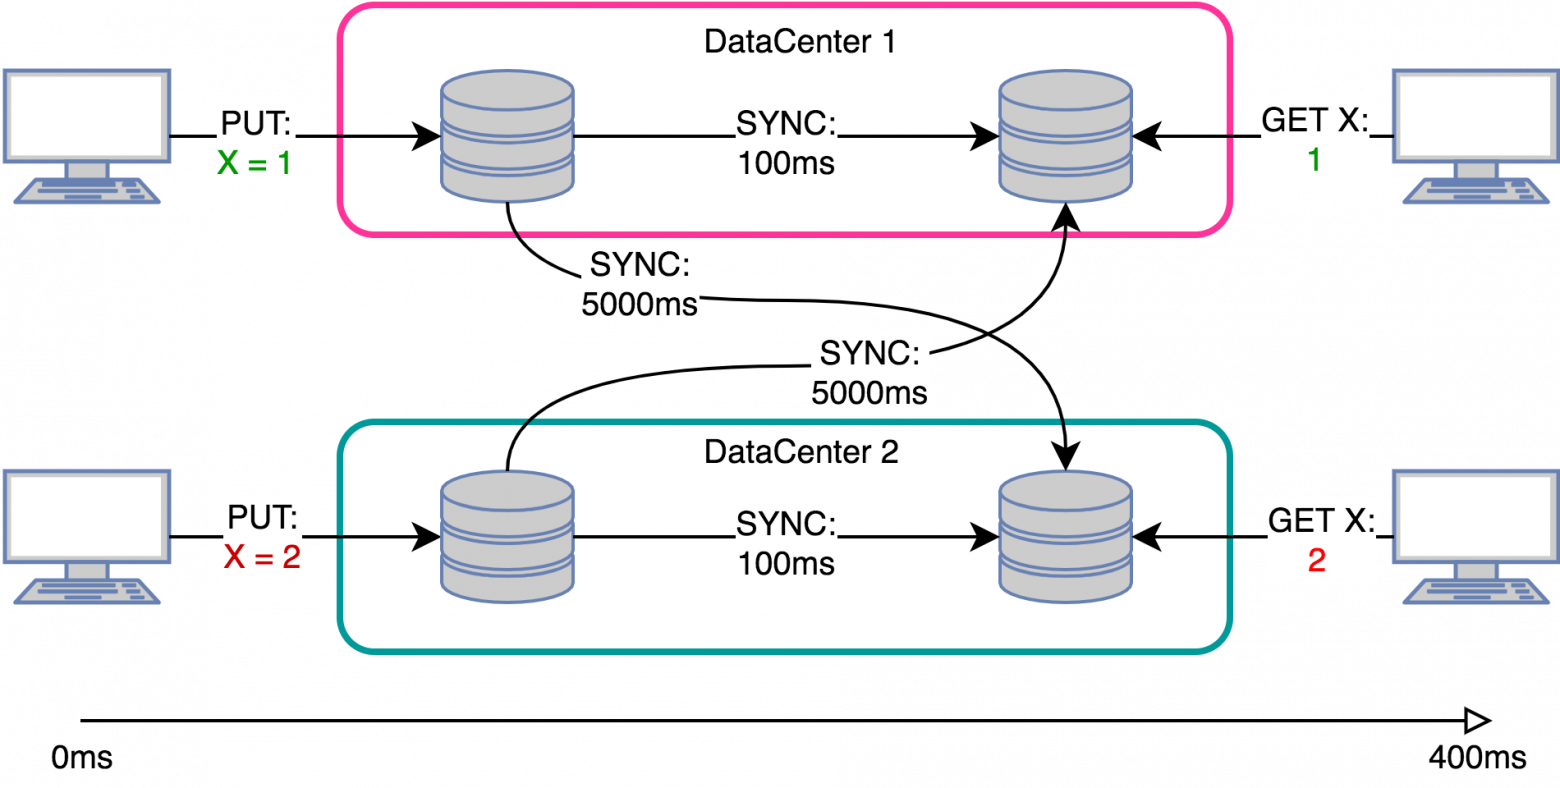 DataCenter 1
PUT:
X = 1
SYNC:
100ms
GET X:
1
SYNC:
5000ms
SYNC:
5000ms
DataCenter 2
PUT:
X = 2
SYNC:
100ms
GET X:
2
0ms
400ms